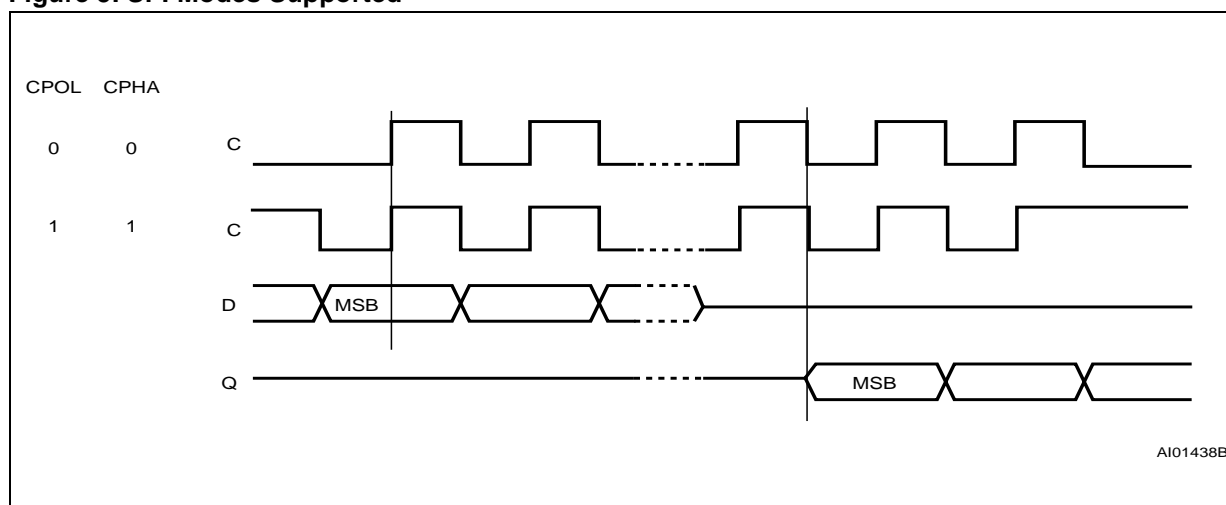 Figure 5. SPI Modes Supported
CPOL CPHA
0 0 C
1 1 C
D MSB
Q MSB
AI01438B